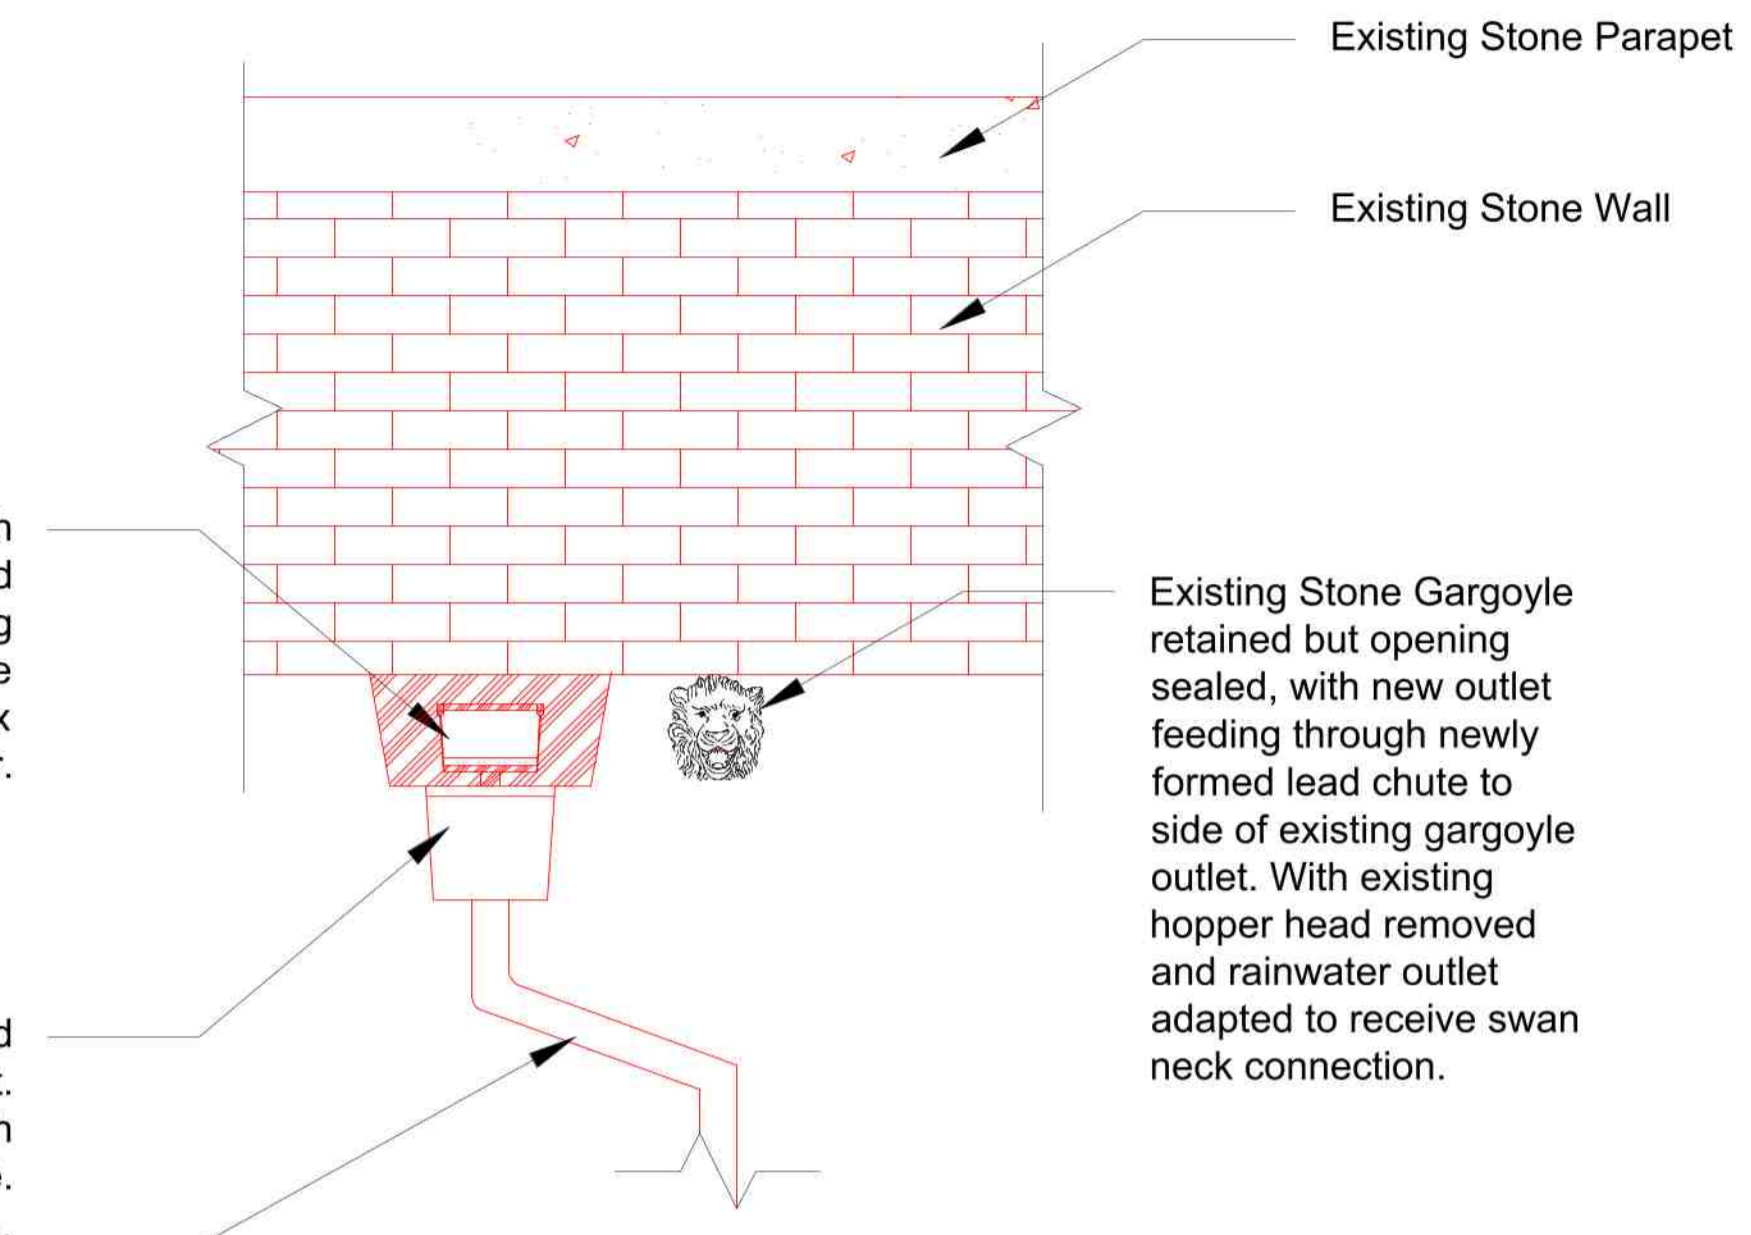 Existing Stone Parapet
Existing Stone Wall
Existing Stone Gargoyle
retained but opening
sealed, with new outlet
feeding through newly
formed lead chute to
side of existing gargoyle
outlet. With existing
hopper head removed
and rainwater outlet
adapted to receive swan
neck connection.